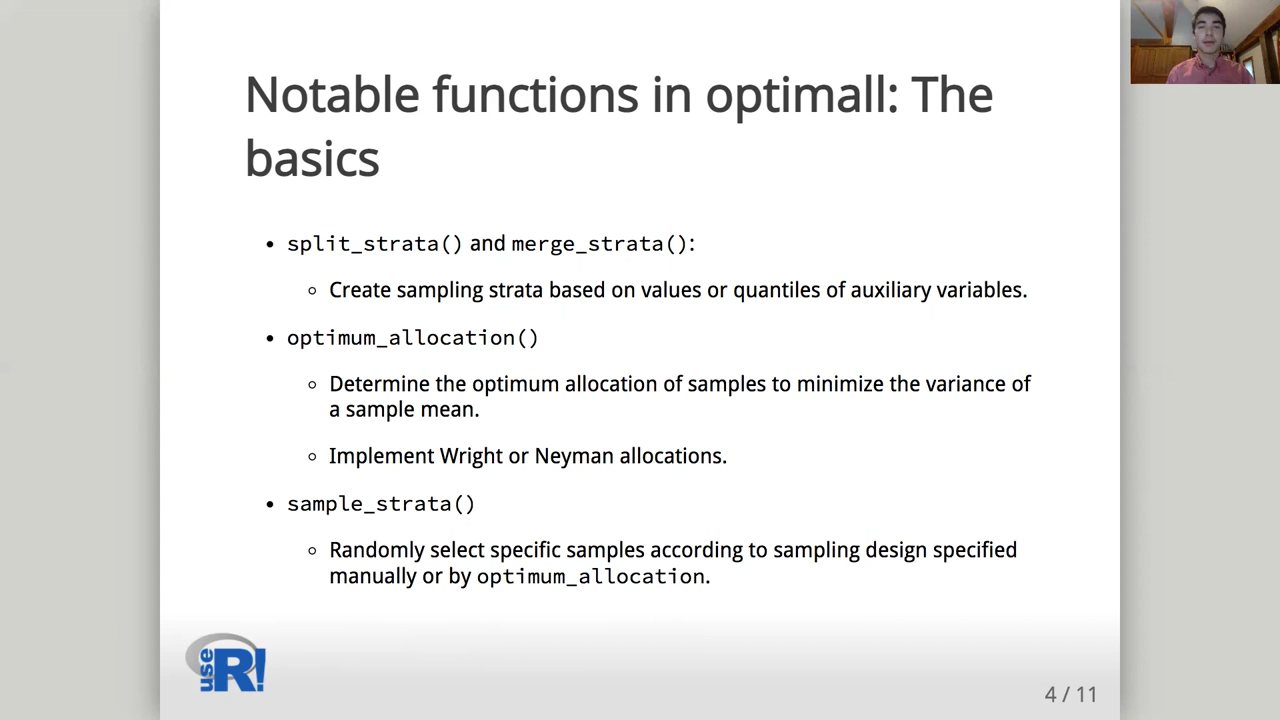 Notable functions in optimall: The
basics
• split_strata() and merge_strata():
◦ Create sampling strata based on values or quantiles of auxiliary variables.
• optimum_allocation()
◦ Determine the optimum allocation of samples to minimize the variance of
a sample mean.
◦ Implement Wright or Neyman allocations.
• sample_strata()
◦ Randomly select specific samples according to sampling design specified
manually or by optimum_allocation.
use R!
4 / 11